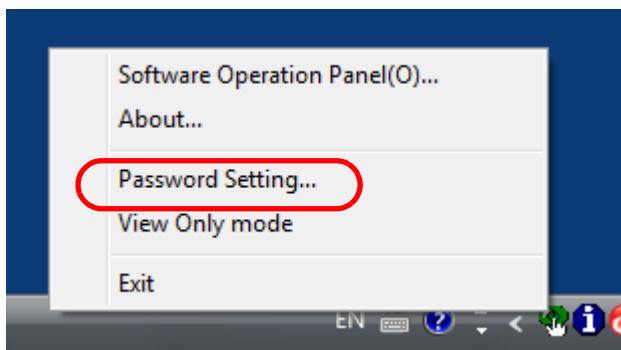 Software Operation Panel(O)...
About...
Password Setting...
View Only mode
Exit
EN